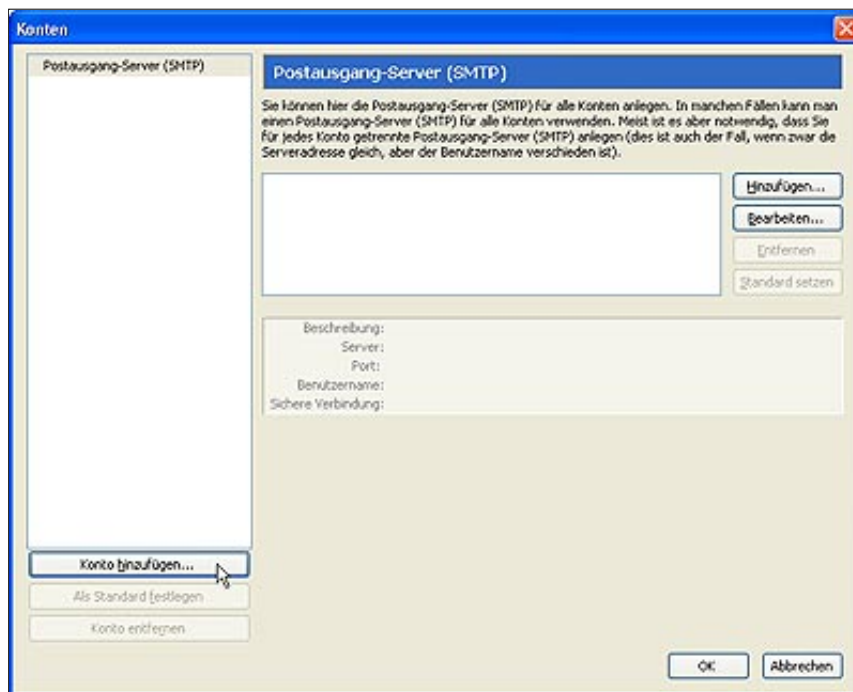 Konten
Postausgang-Server (SMTP)
Postausgang-Server (SMTP)
Sie können hier die Postausgang-Server (SMTP) für alle Konten anlegen. In manchen Fällen kann man
einen Postausgang-Server (SMTP) für alle Konten verwenden. Meist ist es aber notwendig, dass Sie
für jedes Konto getrennte Postausgang-Server (SMTP) anlegen (dies ist auch der Fall, wenn zwar die
Serveradresse gleich, aber der Benutzername verschieden ist).
Hinzufügen...
Bearbeiten...
Entfernen
Standard setzen
Beschreibung:
Server:
Port:
Benutzername:
Sichere Verbindung:
Konto hinzufügen...
Als Standard festlegen
Konto entfernen
OK
Abbrechen